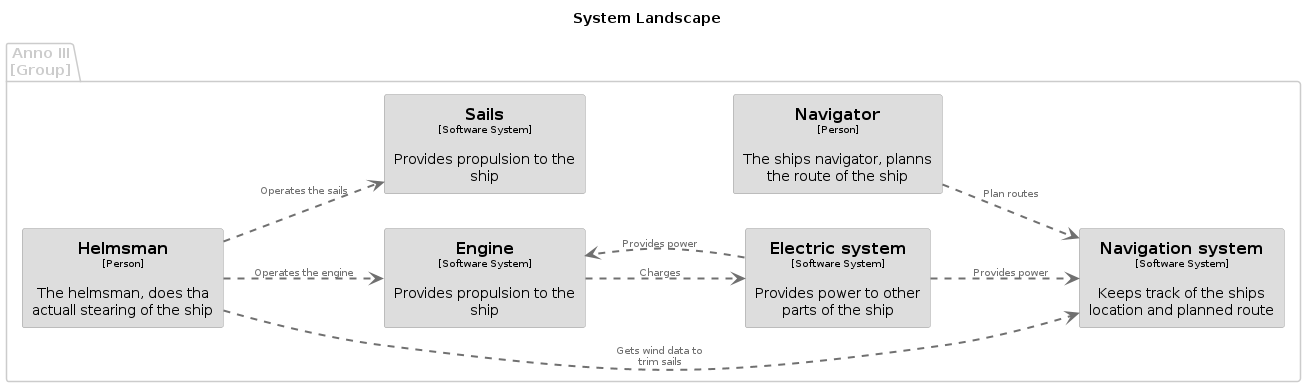 System Landscape
Anno III
[Group]
Sails
[Software System]
Provides propulsion to the
ship
Navigator
[Person]
The ships navigator, planns
the route of the ship
Operates the sails
Plan routes
Helmsman
[Person]
The helmsman, does tha
actuall stearing of the ship
Operates the engine
Engine
[Software System]
Provides propulsion to the
ship
Provides power
Charges
Electric system
[Software System]
Provides power to other
parts of the ship
Provides power
Navigation system
[Software System]
Keeps track of the ships
location and planned route
Gets wind data to
trim sails